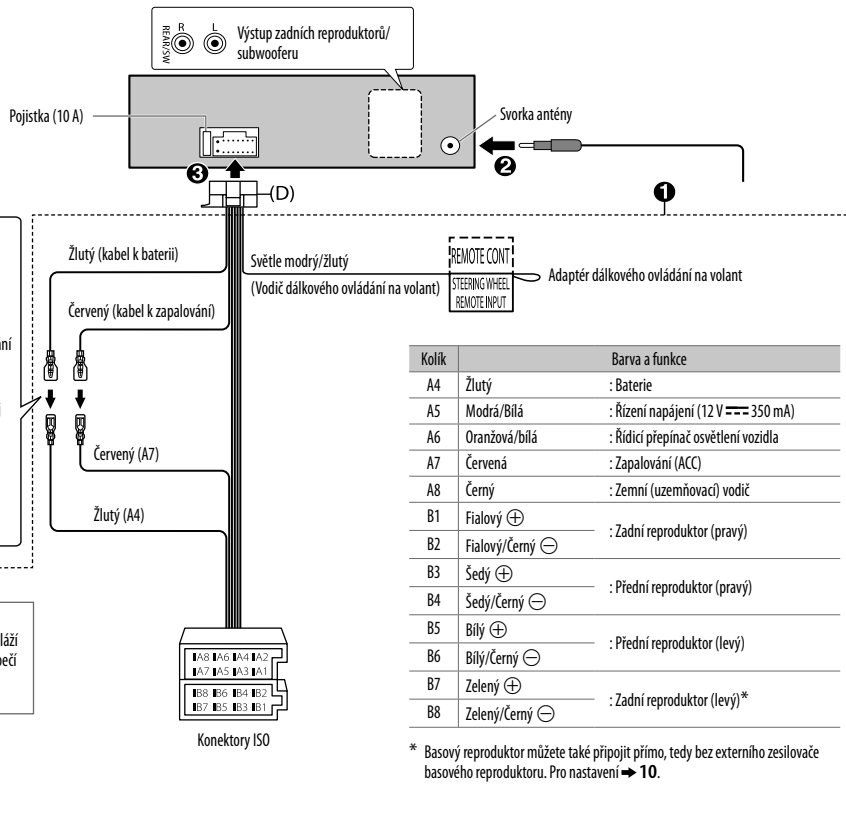 R L
REAR/SW
Výstup zadních reproduktorů/
subwooferu
Pojistka (10 A)
Svorka antény
3
2
(D)
1
Žlutý (kabel k baterii)
Světle modrý/žlutý
(Vodič dálkového ovládání na volant)
REMOTE CONT
STEERING WHEEL
REMOTE INPUT
Adaptér dálkového ovládání na volant
Červený (kabel k zapalování)
Červený (A7)
Žlutý (A4)
A8 A6 A4 A2
A7 A5 A3 A1
B8 B6 B4 B2
B7 B5 B3 B1
Konektory ISO
Kolík Barva a funkce
A4 Žlutý : Baterie
A5 Modrá/Bílá : Řízení napájení (12 V ⎓ 350 mA)
A6 Oranžová/bílá : Řídicí přepínač osvětlení vozidla
A7 Červená : Zapalování (ACC)
A8 Černý : Zemní (uzemňovací) vodič
B1 Fialový ⊕ : Zadní reproduktor (pravý)
B2 Fialový/Černý ⊖
B3 Šedý ⊕ : Přední reproduktor (pravý)
B4 Šedý/Černý ⊖
B5 Bílý ⊕ : Přední reproduktor (levý)
B6 Bílý/Černý ⊖
B7 Zelený ⊕ : Zadní reproduktor (levý)*
B8 Zelený/Černý ⊖
* Basový reproduktor můžete také připojit přímo, tedy bez externího zesilovače
basového reproduktoru. Pro nastavení ➡ 10.